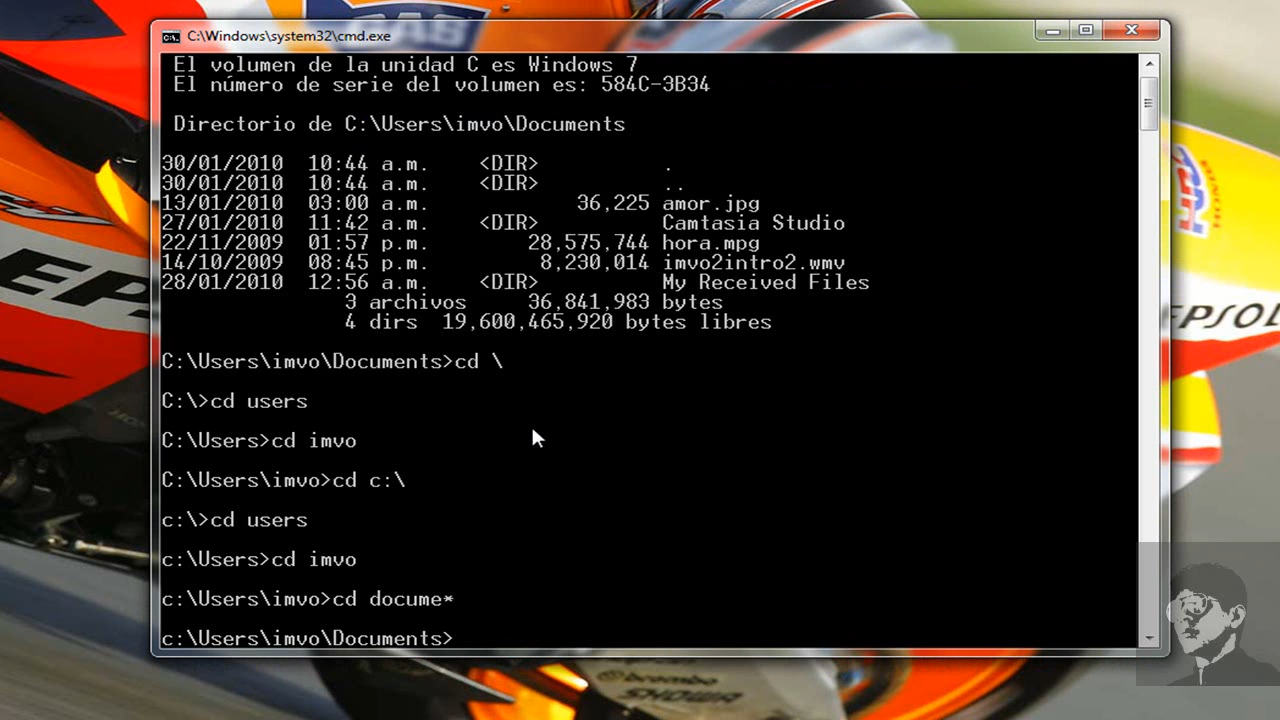 C:\Windows\system32\cmd.exe
El volumen de la unidad C es Windows 7
El número de serie del volumen es: 584C-3B34
Directorio de C:\Users\imvo\Documents
30/01/2010  10:44 a.m.    <DIR>          .
30/01/2010  10:44 a.m.    <DIR>          ..
13/01/2010  03:00 a.m.            36,225 amor.jpg
27/01/2010  11:42 a.m.    <DIR>          Camtasia Studio
22/11/2009  01:57 p.m.        28,575,744 hora.mpg
14/10/2009  08:45 p.m.         8,230,014 imvo2intro2.wmv
28/01/2010  12:56 a.m.    <DIR>          My Received Files
3 archivos     36,841,983 bytes
4 dirs  19,600,465,920 bytes libres
C:\Users\imvo\Documents>cd \
C:\>cd users
C:\Users>cd imvo
C:\Users\imvo>cd c:\
c:\>cd users
c:\Users>cd imvo
c:\Users\imvo>cd docume*
c:\Users\imvo\Documents>
HONDA
EPSOL
brembo
SHOWA